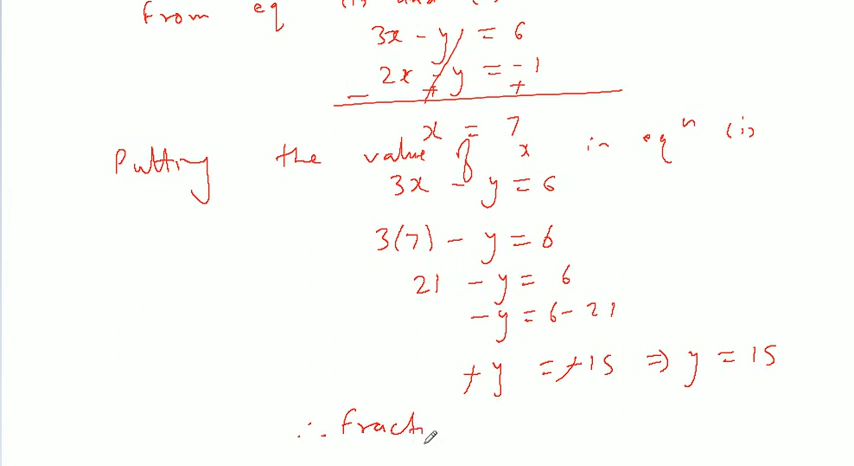 from eq (i) and (
3x - y = 6
- 2x - y = -1
+ +
x = 7
Putting the value of x in eqⁿ (i)
3x - y = 6
3(7) - y = 6
21 - y = 6
-y = 6 - 21
+y = +15 ⇒ y = 15
∴ fracti